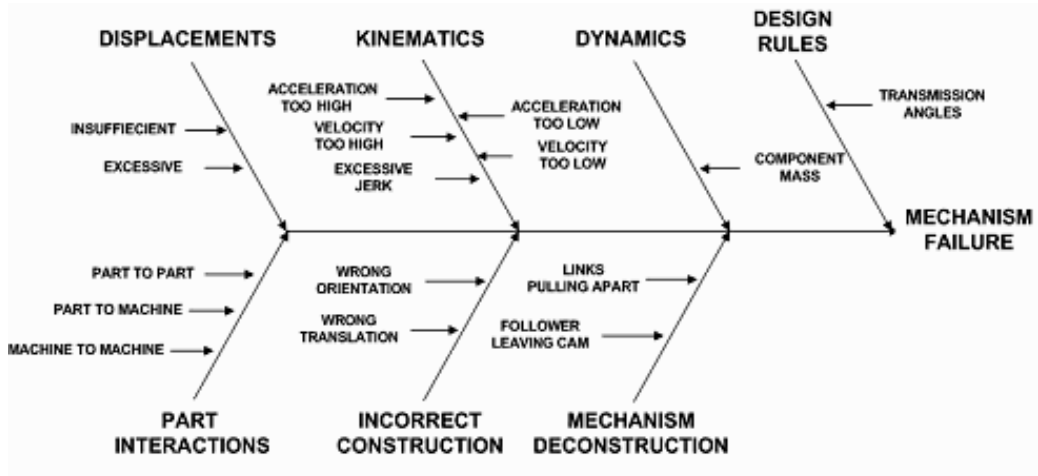 DISPLACEMENTS
KINEMATICS
DYNAMICS
DESIGN
RULES
INSUFFIECIENT
EXCESSIVE
ACCELERATION
TOO HIGH
VELOCITY
TOO HIGH
EXCESSIVE
JERK
ACCELERATION
TOO LOW
VELOCITY
TOO LOW
COMPONENT
MASS
TRANSMISSION
ANGLES
MECHANISM
FAILURE
PART TO PART
PART TO MACHINE
MACHINE TO MACHINE
WRONG
ORIENTATION
WRONG
TRANSLATION
LINKS
PULLING APART
FOLLOWER
LEAVING CAM
PART
INTERACTIONS
INCORRECT
CONSTRUCTION
MECHANISM
DECONSTRUCTION